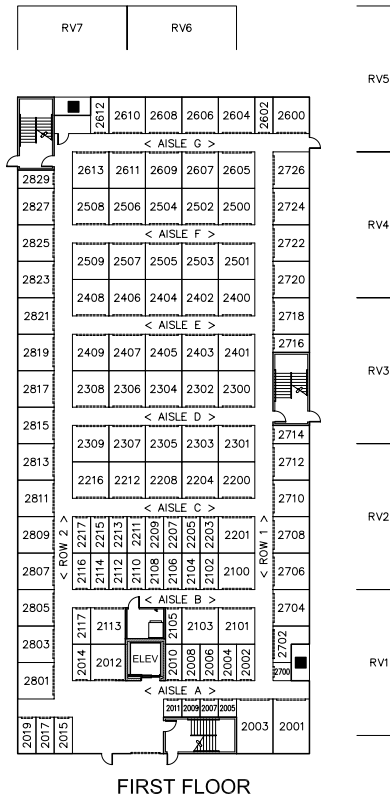 RV7 RV6
RV5
2612 2610 2608 2606 2604 2602 2600
< AISLE G >
2829 2613 2611 2609 2607 2605 2726
2827 2508 2506 2504 2502 2500 2724
RV4
< AISLE F >
2825 2722
2823 2509 2507 2505 2503 2501 2720
2821 2408 2406 2404 2402 2400 2718
< AISLE E >
2716
2819 2409 2407 2405 2403 2401
RV3
2817 2308 2306 2304 2302 2300
< AISLE D >
2815 2714
2813 2309 2307 2305 2303 2301 2712
2811 2216 2212 2208 2204 2200 2710
RV2
< AISLE C >
< ROW 2 > < ROW 1 >
2809 2217 2215 2213 2211 2209 2207 2205 2203 2201 2708
2807 2116 2114 2112 2110 2108 2106 2104 2102 2100 2706
< AISLE B >
2805 2704
2117 2113 2105 2103 2101
2803 2702
2014 2012 ELEV 2010 2008 2006 2004 2002
RV1
2801 2700
< AISLE A >
2011 2009 2007 2005
2019 2017 2015 2003 2001
FIRST FLOOR